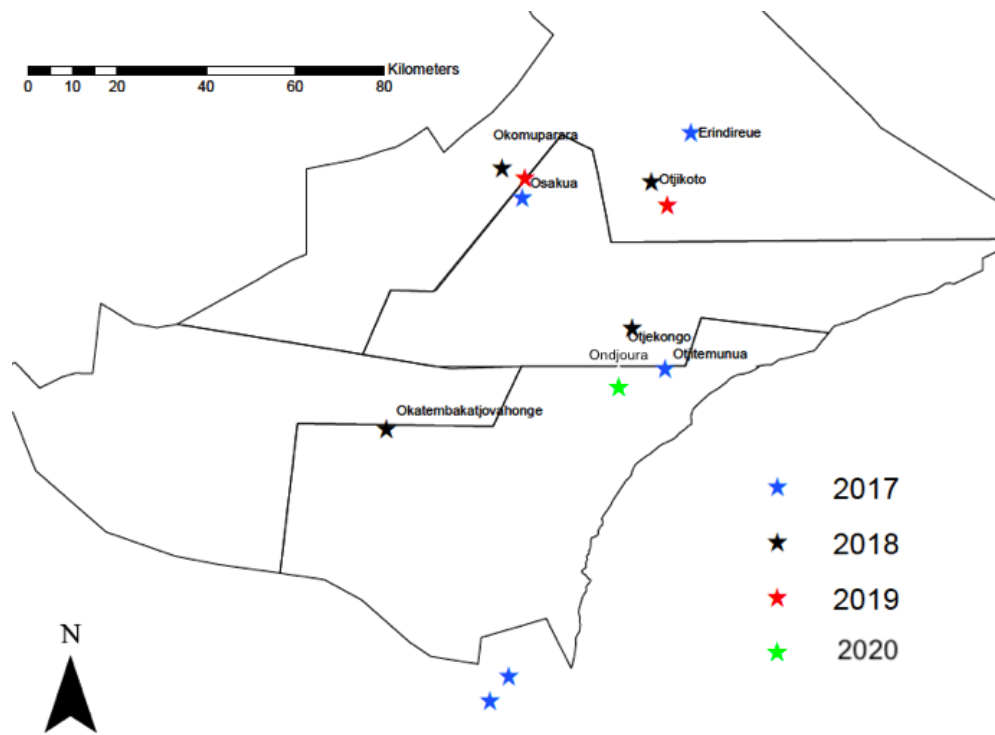 Kilometers
0 10 20 40 60 80
Okomuparara
Erindireue
Osakua
Otjikoto
Otjekongo
Ondjoura
Otjitemunua
Okatembakatjovahonge
2017
2018
2019
2020
N